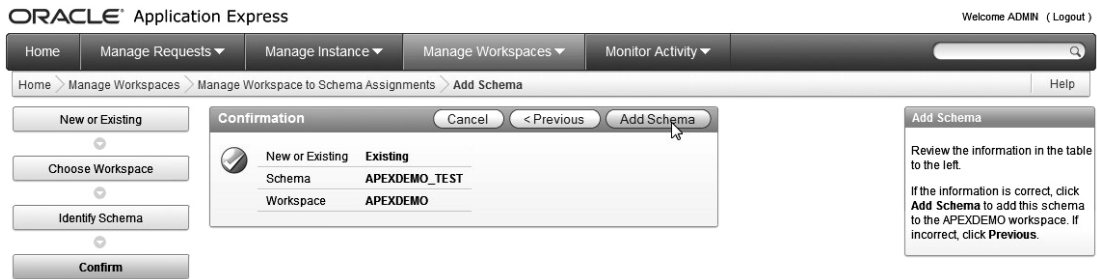 ORACLE Application Express
Welcome ADMIN ( Logout )
Home Manage Requests Manage Instance Manage Workspaces Monitor Activity
Home Manage Workspaces Manage Workspace to Schema Assignments Add Schema Help
New or Existing
Choose Workspace
Identify Schema
Confirm
Confirmation Cancel < Previous Add Schema
New or Existing Existing
Schema APEXDEMO_TEST
Workspace APEXDEMO
Add Schema
Review the information in the table
to the left.
If the information is correct, click
Add Schema to add this schema
to the APEXDEMO workspace. If
incorrect, click Previous.